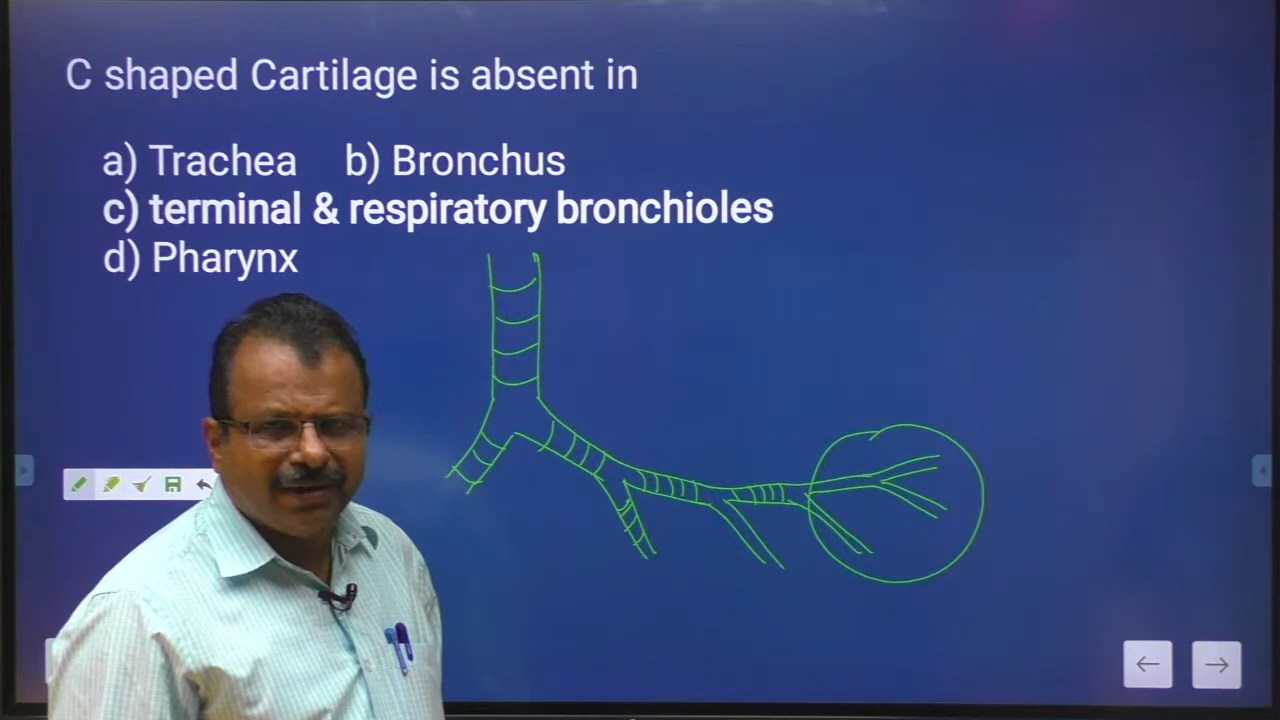 C shaped Cartilage is absent in
a) Trachea b) Bronchus
c) terminal & respiratory bronchioles
d) Pharynx